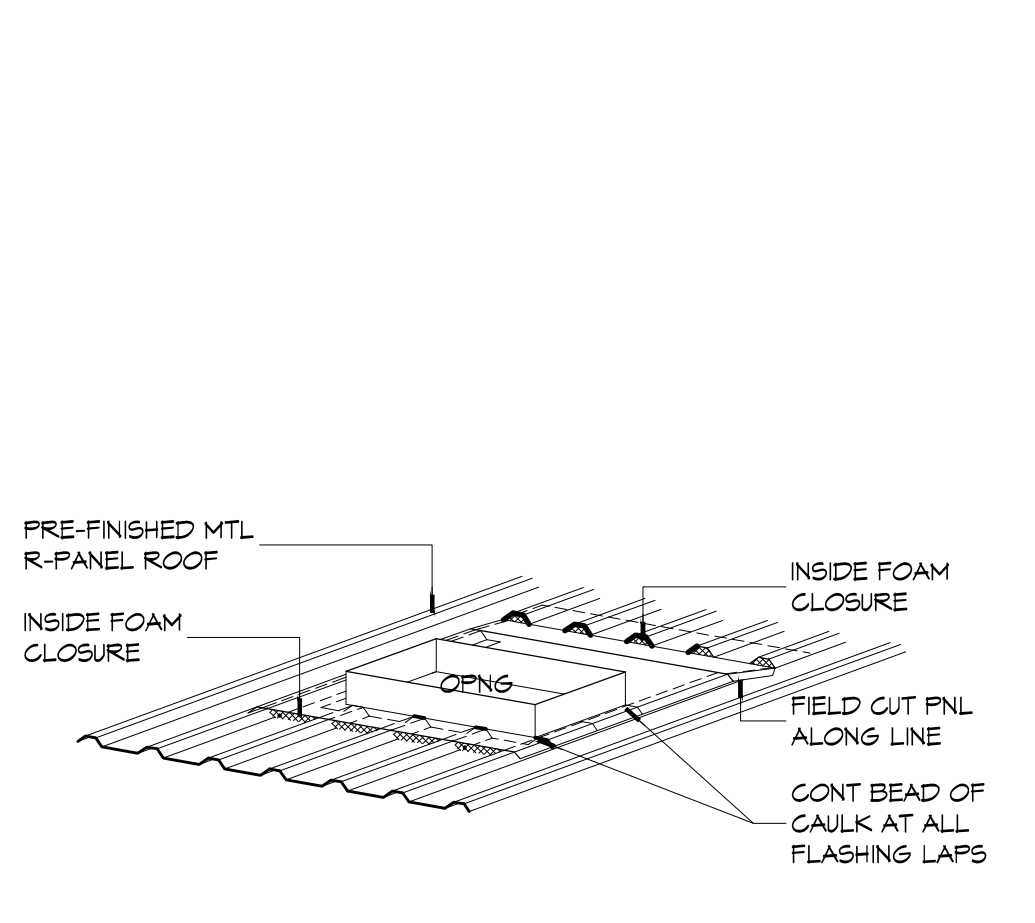 PRE-FINISHED MTL
R-PANEL ROOF
INSIDE FOAM
CLOSURE
INSIDE FOAM
CLOSURE
OPNG
FIELD CUT PNL
ALONG LINE
CONT BEAD OF
CAULK AT ALL
FLASHING LAPS